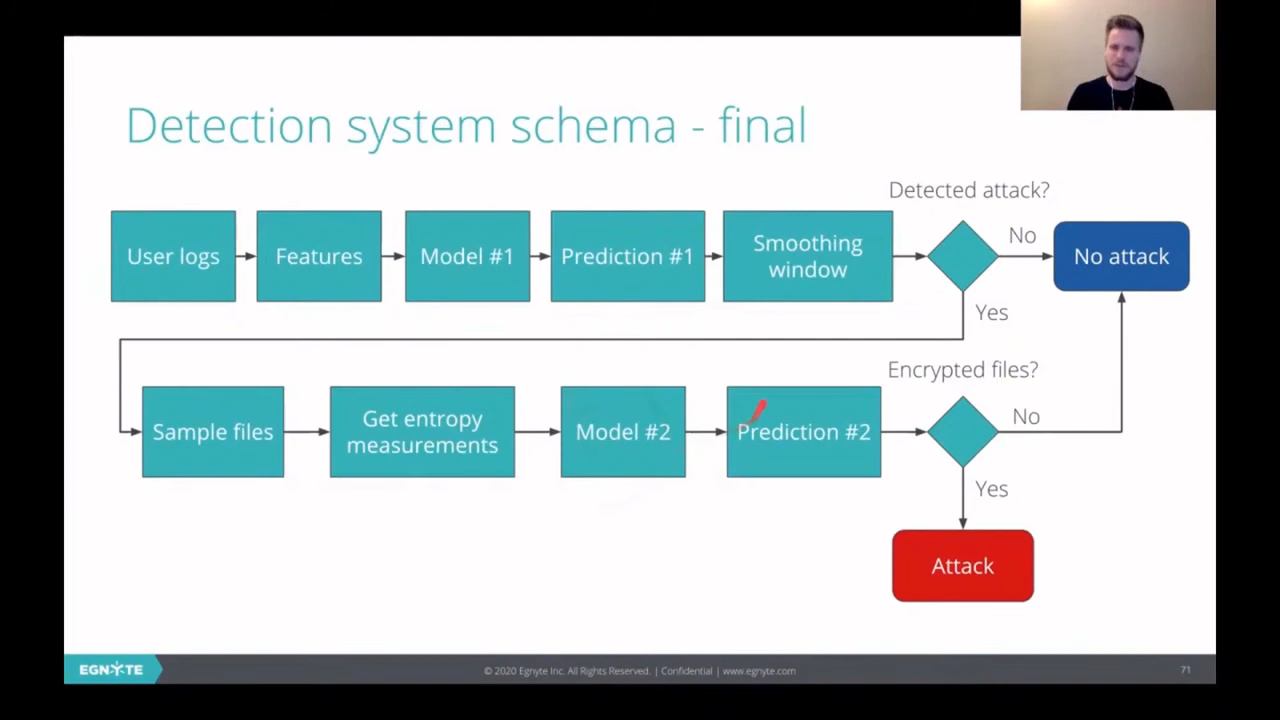 Detection system schema - final
Detected attack?
User logs
Features
Model #1
Prediction #1
Smoothing
window
No
No attack
Yes
Encrypted files?
Sample files
Get entropy
measurements
Model #2
Prediction #2
No
Yes
Attack
EGNYTE
© 2020 Egnyte Inc. All Rights Reserved. | Confidential | www.egnyte.com
71